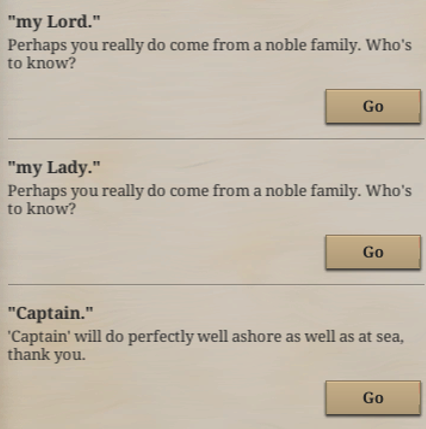 "my Lord."
Perhaps you really do come from a noble family. Who's
to know?
Go
"my Lady."
Perhaps you really do come from a noble family. Who's
to know?
Go
"Captain."
'Captain' will do perfectly well ashore as well as at sea,
thank you.
Go